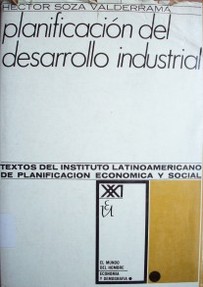 HECTOR SOZA VALDERRAMA
planificación del
desarrollo industrial
TEXTOS DEL INSTITUTO LATINOAMERICANO
DE PLANIFICACION ECONOMICA Y SOCIAL
XXI
EL MUNDO
DEL HOMBRE
ECONOMIA
Y DEMOGRAFIA